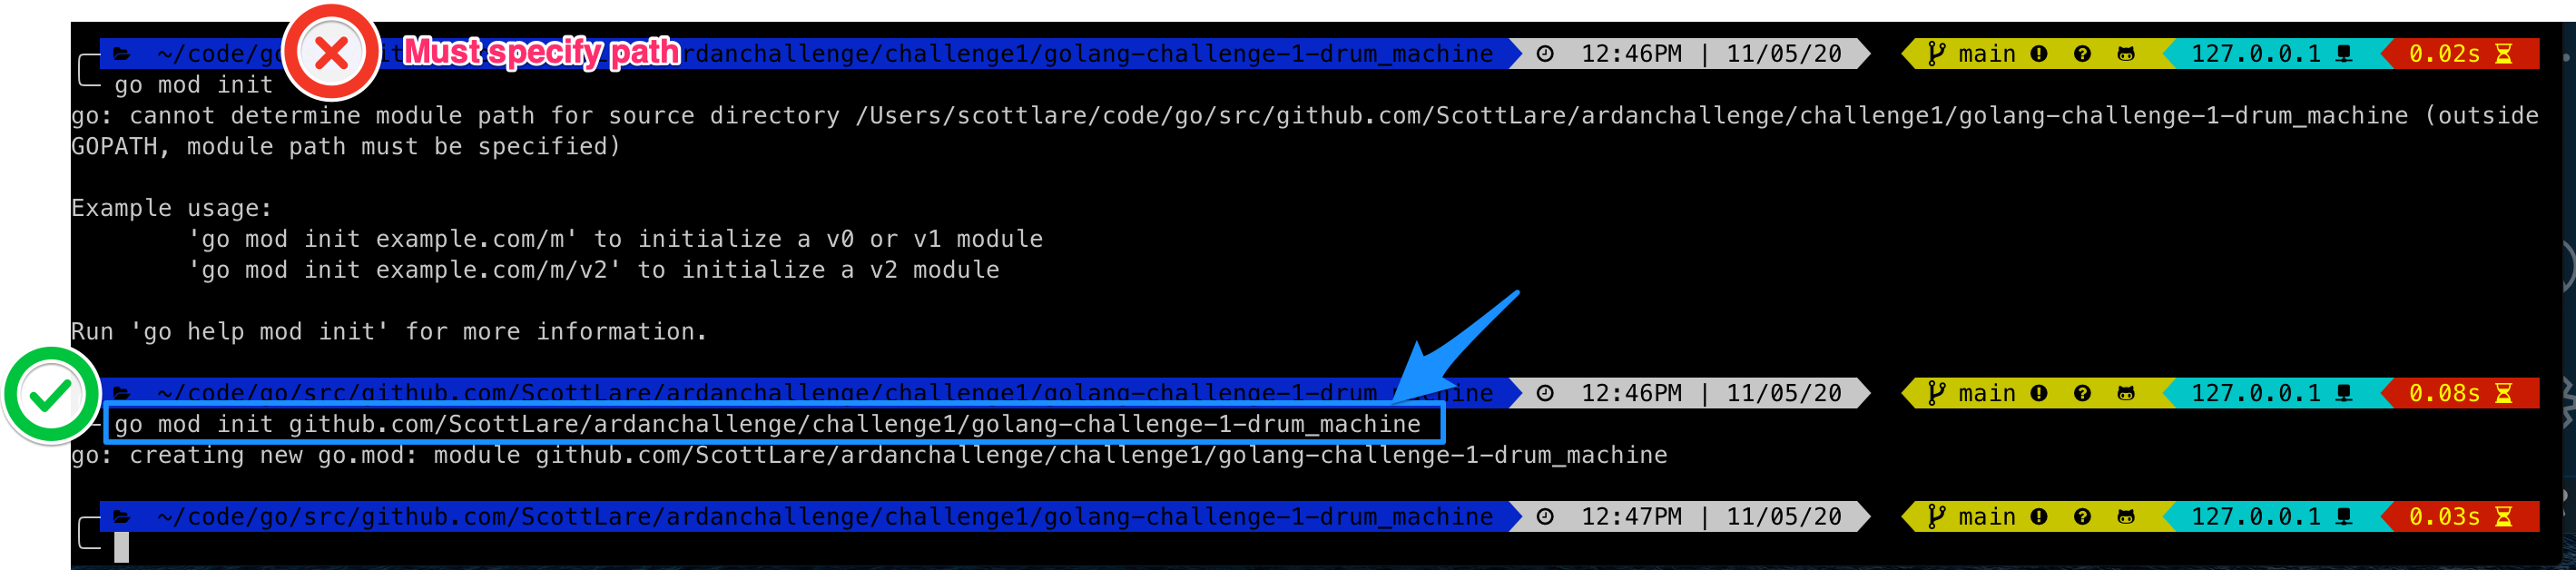 ~/code/go Must specify path ardanchallenge/challenge1/golang-challenge-1-drum_machine 12:46PM | 11/05/20 main 127.0.0.1 0.02s
go mod init
go: cannot determine module path for source directory /Users/scottlare/code/go/src/github.com/ScottLare/ardanchallenge/challenge1/golang-challenge-1-drum_machine (outside
GOPATH, module path must be specified)
Example usage:
'go mod init example.com/m' to initialize a v0 or v1 module
'go mod init example.com/m/v2' to initialize a v2 module
Run 'go help mod init' for more information.
~/code/go/src/github.com/ScottLare/ardanchallenge/challenge1/golang-challenge-1-drum_machine 12:46PM | 11/05/20 main 127.0.0.1 0.08s
go mod init github.com/ScottLare/ardanchallenge/challenge1/golang-challenge-1-drum_machine
go: creating new go.mod: module github.com/ScottLare/ardanchallenge/challenge1/golang-challenge-1-drum_machine
~/code/go/src/github.com/ScottLare/ardanchallenge/challenge1/golang-challenge-1-drum_machine 12:47PM | 11/05/20 main 127.0.0.1 0.03s